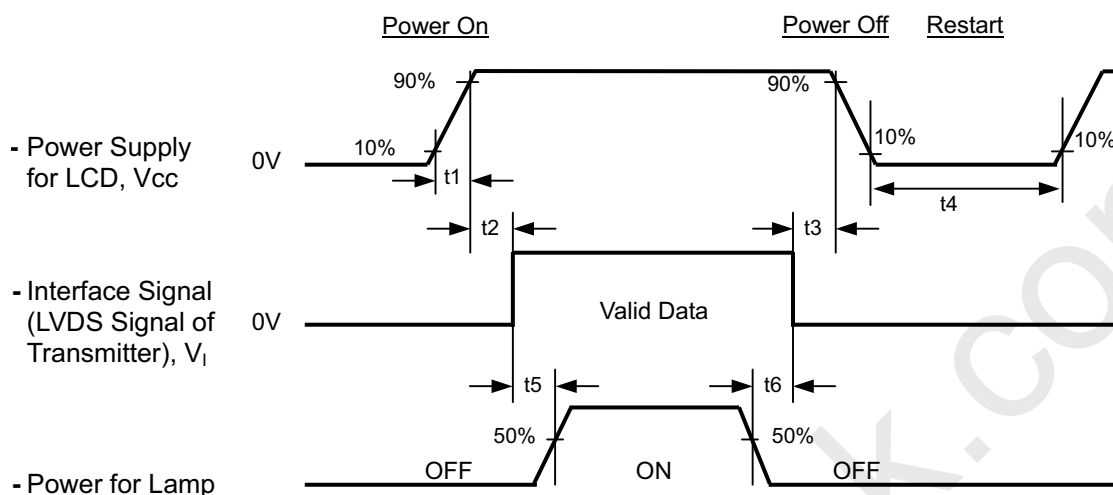 Power On
Power Off
Restart
90%
90%
- Power Supply
for LCD, Vcc
0V
10%
10%
10%
t1
t4
t2
t3
- Interface Signal
(LVDS Signal of
Transmitter), VI
0V
Valid Data
t5
t6
50%
50%
- Power for Lamp
OFF
ON
OFF
k.com